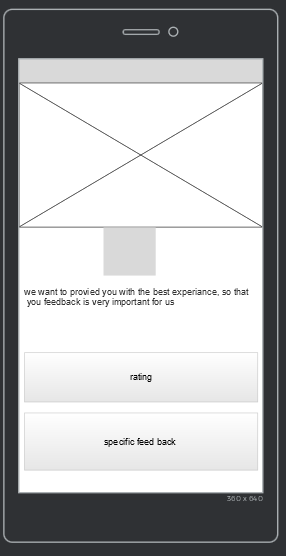 we want to provied you with the best experiance, so that
you feedback is very important for us
rating
specific feed back
360 x 640